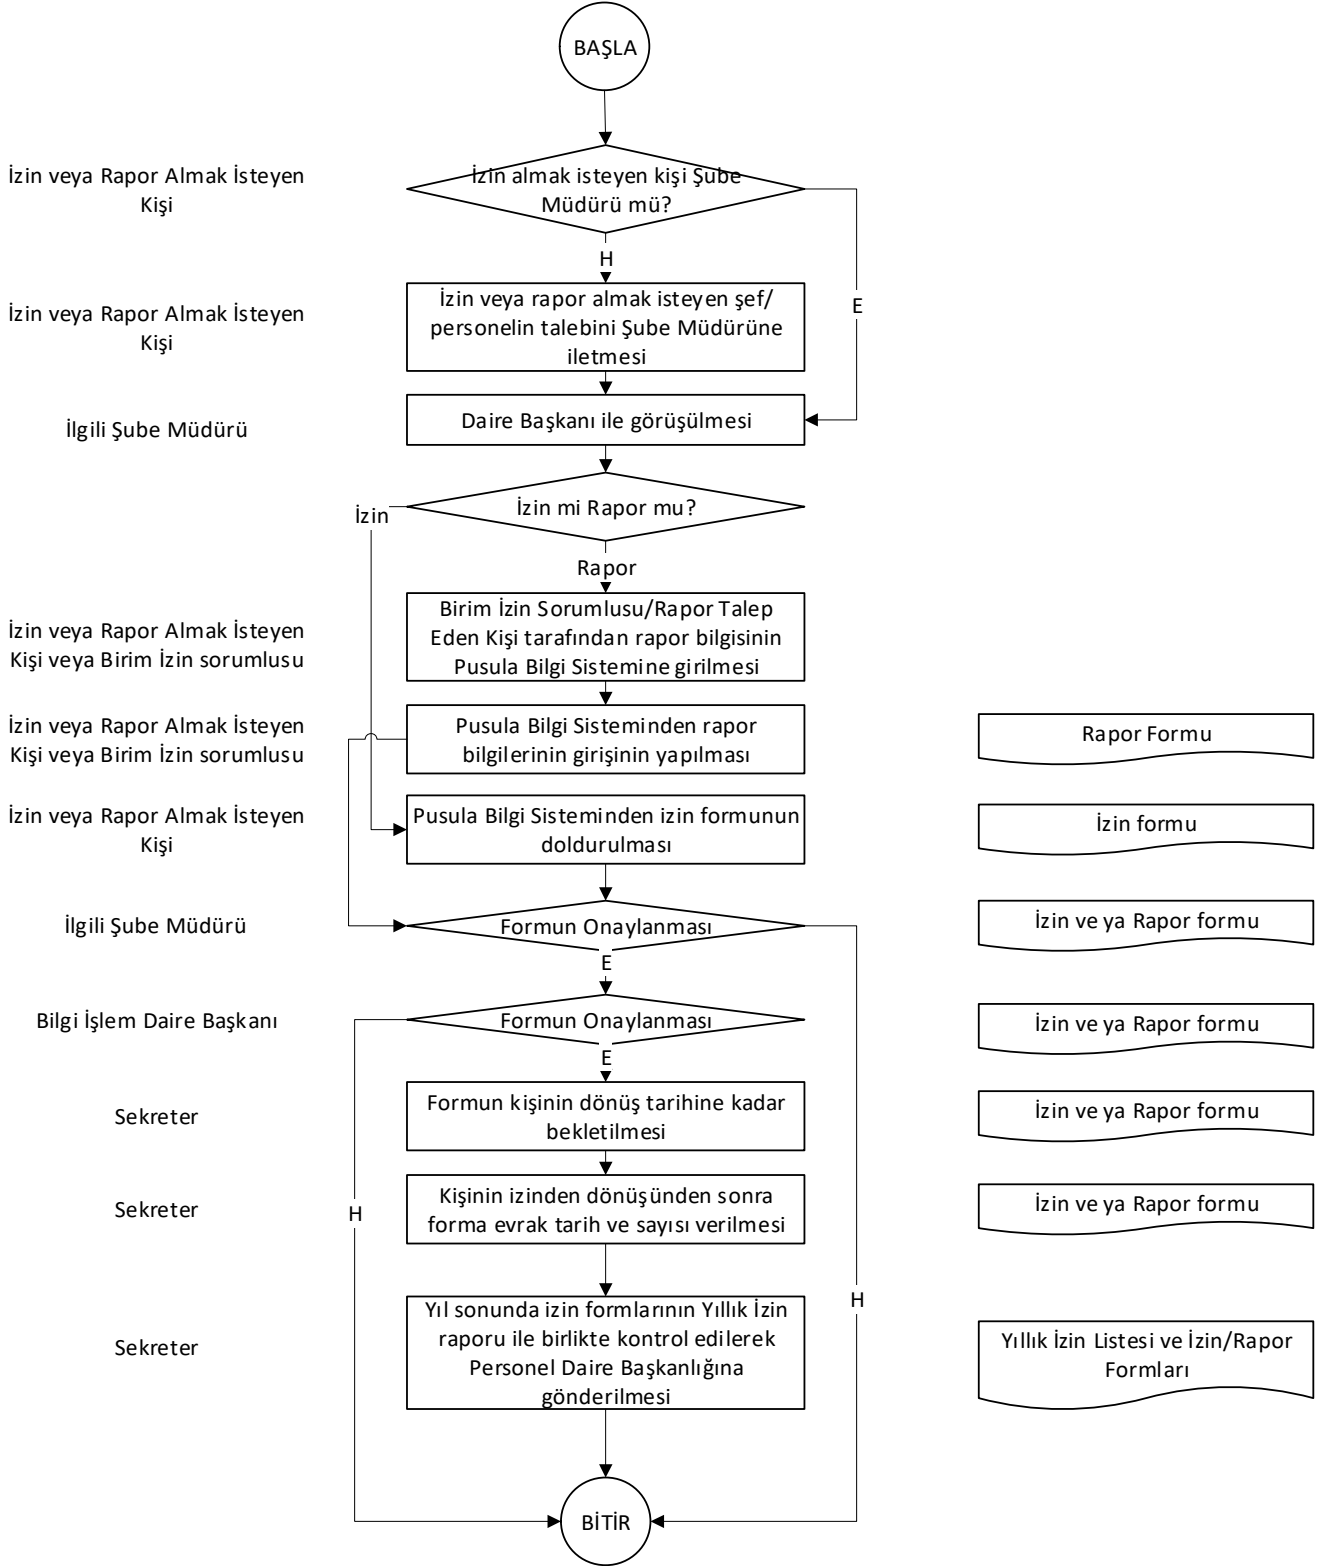 BAŞLA
İzin veya Rapor Almak İsteyen
Kişi
İzin almak isteyen kişi Şube
Müdürü mü?
H
E
İzin veya Rapor Almak İsteyen
Kişi
İzin veya rapor almak isteyen şef/
personelin talebini Şube Müdürüne
iletmesi
İlgili Şube Müdürü
Daire Başkanı ile görüşülmesi
İzin mi Rapor mu?
İzin
Rapor
İzin veya Rapor Almak İsteyen
Kişi veya Birim İzin sorumlusu
Birim İzin Sorumlusu/Rapor Talep
Eden Kişi tarafından rapor bilgisinin
Pusula Bilgi Sistemine girilmesi
İzin veya Rapor Almak İsteyen
Kişi veya Birim İzin sorumlusu
Pusula Bilgi Sisteminden rapor
bilgilerinin girişinin yapılması
Rapor Formu
İzin veya Rapor Almak İsteyen
Kişi
Pusula Bilgi Sisteminden izin formunun
doldurulması
İzin formu
İlgili Şube Müdürü
Formun Onaylanması
İzin ve ya Rapor formu
E
Bilgi İşlem Daire Başkanı
Formun Onaylanması
İzin ve ya Rapor formu
E
Sekreter
Formun kişinin dönüş tarihine kadar
bekletilmesi
İzin ve ya Rapor formu
Sekreter
H
Kişinin izinden dönüşünden sonra
forma evrak tarih ve sayısı verilmesi
İzin ve ya Rapor formu
H
Sekreter
Yıl sonunda izin formlarının Yıllık İzin
raporu ile birlikte kontrol edilerek
Personel Daire Başkanlığına
gönderilmesi
Yıllık İzin Listesi ve İzin/Rapor
Formları
BİTİR